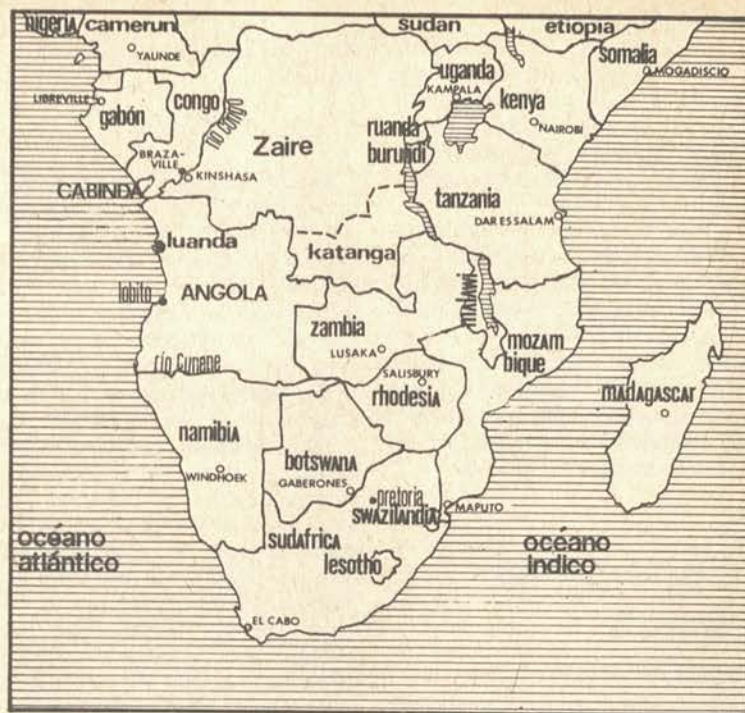 nigeria
camerun
sudan
etiopia
YAUNDE
somalia
uganda
MOGADISCIO
KAMPALA
LIBREVILLE
gabón
congo
río congo
kenya
Zaire
ruanda
NAIROBI
burundi
BRAZA-
VILLE
KINSHASA
CABINDA
tanzania
DAR ES SALAM
luanda
katanga
lobito
ANGOLA
malawi
zambia
mozam
bique
LUSAKA
río Cunene
SALISBURY
rhodesia
madagascar
namibia
botswana
WINDHOEK
GABERONES
pretoria
MAPUTO
swazilandia
océano
atlántico
sudafrica
lesotho
océano
índico
EL CABO